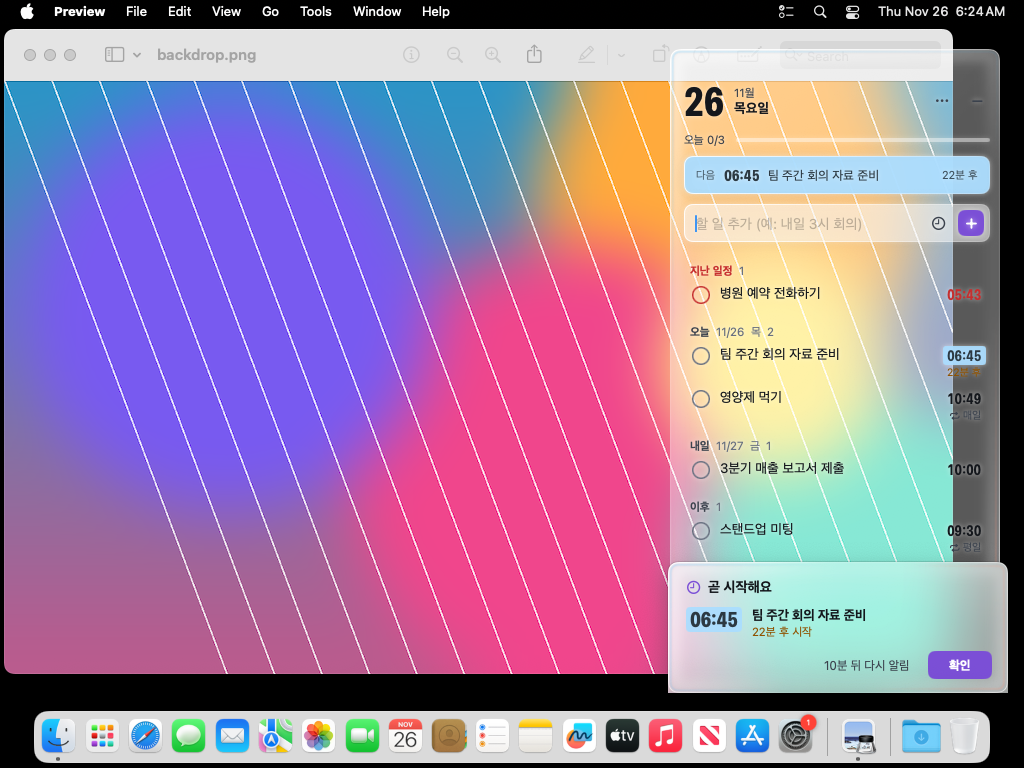 Preview File Edit View Go Tools Window Help Thu Nov 26 6:24 AM
backdrop.png
Search
26
11월
목요일
오늘 0/3
다음 06:45 팀 주간 회의 자료 준비 22분 후
할 일 추가 (예: 내일 3시 회의)
지난 일정 1
병원 예약 전화하기 05:43
오늘 11/26 목 2
팀 주간 회의 자료 준비 06:45
22분 후
영양제 먹기 10:49
매일
내일 11/27 금 1
3분기 매출 보고서 제출 10:00
이후 1
스탠드업 미팅 09:30
평일
곧 시작해요
06:45 팀 주간 회의 자료 준비
22분 후 시작
10분 뒤 다시 알림 확인
NOV
26
tv
1